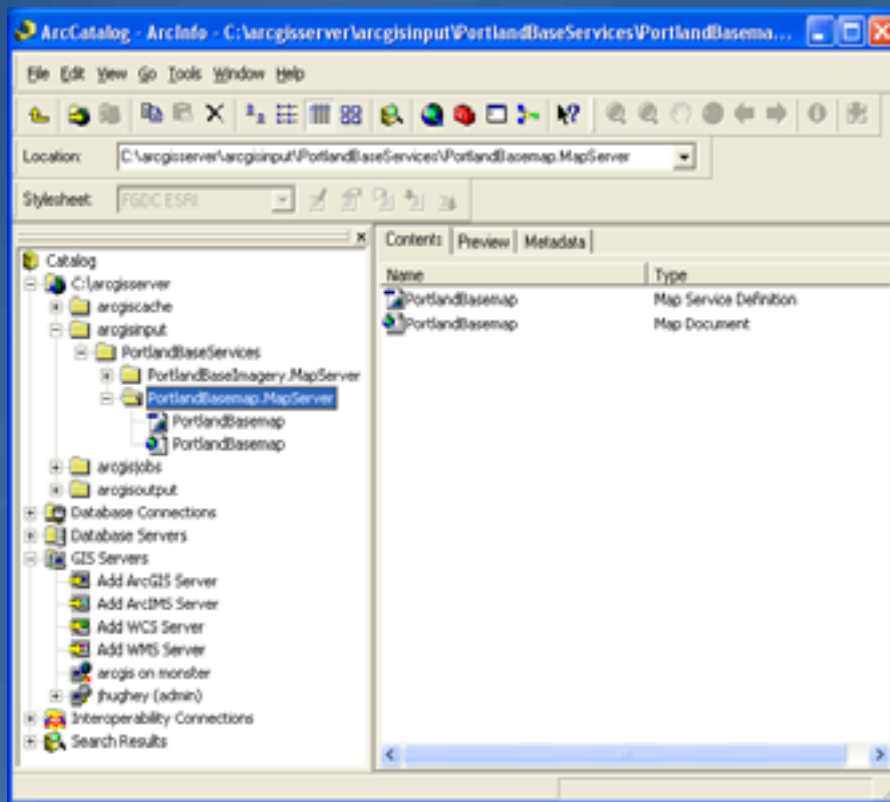 ArcCatalog - ArcInfo - C:\arcgisserver\arcgisinput\PortlandBaseServices\PortlandBasema...
File Edit View Go Tools Window Help
Location: C:\arcgisserver\arcgisinput\PortlandBaseServices\PortlandBasemap.MapServer
Stylesheet: FGDC ESRI
Contents Preview Metadata
Name Type
PortlandBasemap Map Service Definition
PortlandBasemap Map Document
Catalog
C:\arcgisserver
arcgiscache
arcgisinput
PortlandBaseServices
PortlandBaseImagery.MapServer
PortlandBasemap.MapServer
PortlandBasemap
PortlandBasemap
arcgisjobs
arcgisoutput
Database Connections
Database Servers
GIS Servers
Add ArcGIS Server
Add ArcIMS Server
Add WCS Server
Add WMS Server
arcgis on monster
jhughey (admin)
Interoperability Connections
Search Results